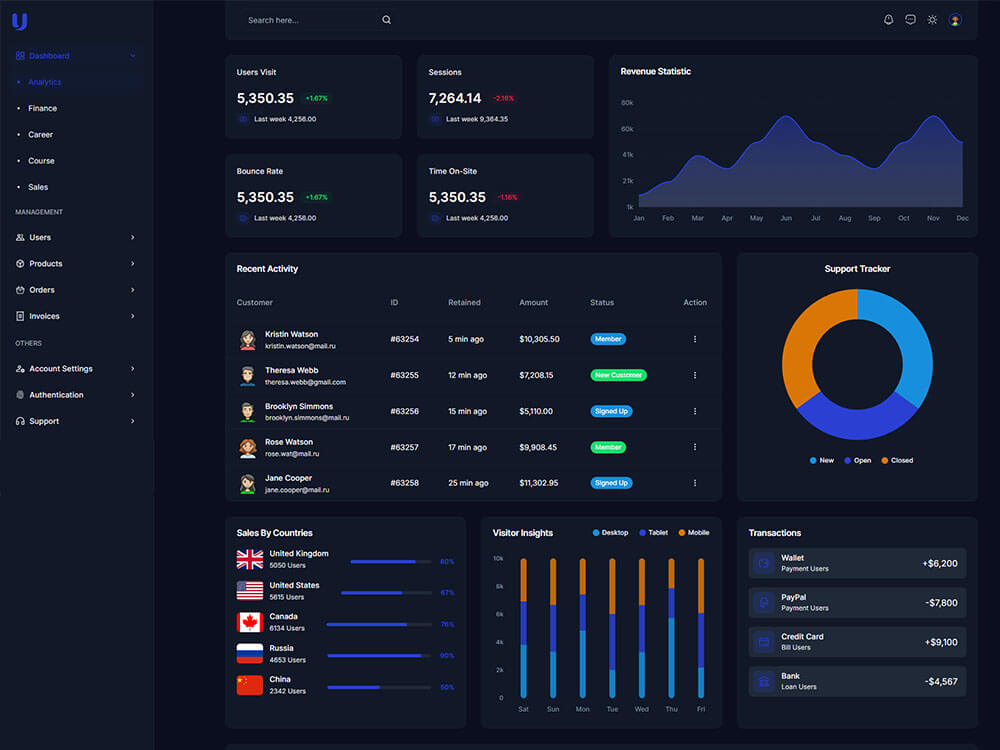 Search here...
Dashboard
Analytics
Finance
Career
Course
Sales
MANAGEMENT
Users
Products
Orders
Invoices
OTHERS
Account Settings
Authentication
Support
Users Visit
5,350.35 +1.67%
Last week 4,256.00
Sessions
7,264.14 -2.16%
Last week 9,364.35
Bounce Rate
5,350.35 +1.67%
Last week 4,256.00
Time On-Site
5,350.35 -1.16%
Last week 4,256.00
Revenue Statistic
80k
60k
41k
21k
1k
Jan Feb Mar Apr May Jun Jul Aug Sep Oct Nov Dec
Recent Activity
Customer ID Retained Amount Status Action
Kristin Watson
kristin.watson@mail.ru
#63254 5 min ago $10,305.50 Member
Theresa Webb
theresa.webb@gmail.com
#63255 12 min ago $7,208.15 New Customer
Brooklyn Simmons
brooklyn.simmons@mail.ru
#63256 15 min ago $5,110.00 Signed Up
Rose Watson
rose.wat@mail.ru
#63257 17 min ago $9,908.45 Member
Jane Cooper
jane.cooper@mail.ru
#63258 25 min ago $11,302.95 Signed Up
Support Tracker
New Open Closed
Sales By Countries
United Kingdom
5050 Users
80%
United States
5615 Users
67%
Canada
6134 Users
76%
Russia
4653 Users
90%
China
2342 Users
50%
Visitor Insights
Desktop Tablet Mobile
10k
8k
6k
4k
2k
0
Sat Sun Mon Tue Wed Thu Fri
Transactions
Wallet
Payment Users
+$6,200
PayPal
Payment Users
-$7,800
Credit Card
Bill Users
+$9,100
Bank
Loan Users
-$4,567